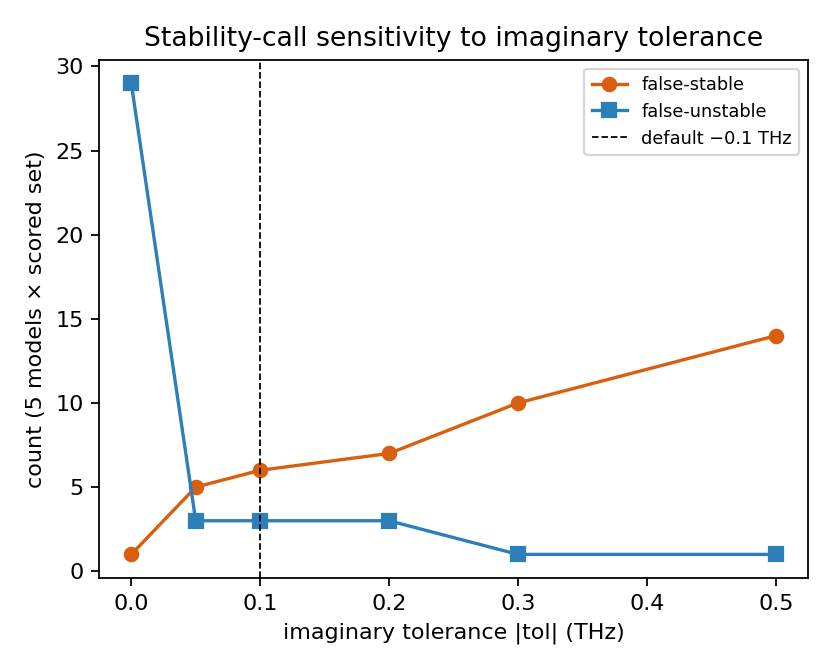 Stability-call sensitivity to imaginary tolerance
count (5 models × scored set)
30
25
20
15
10
5
0
false-stable
false-unstable
default −0.1 THz
0.0
0.1
0.2
0.3
0.4
0.5
imaginary tolerance |tol| (THz)